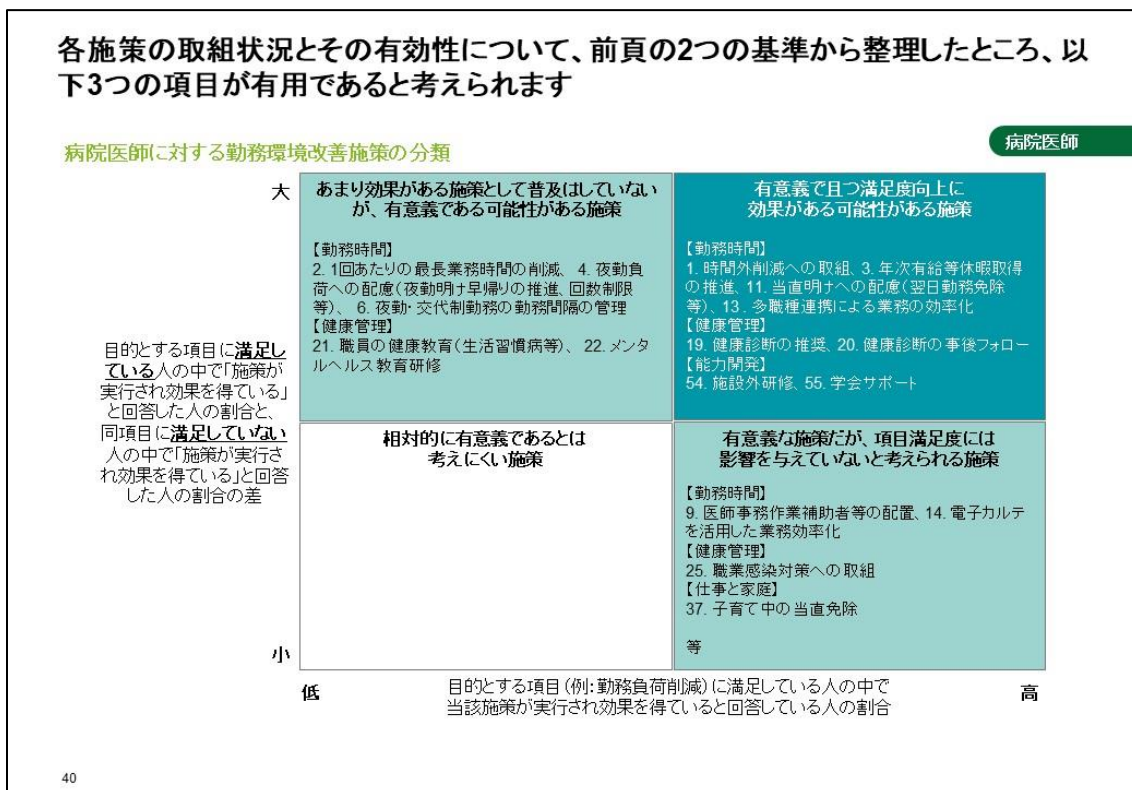 各施策の取組状況とその有効性について、前頁の2つの基準から整理したところ、以
下3つの項目が有用であると考えられます
病院医師に対する勤務環境改善施策の分類
病院医師
大
あまり効果がある施策として普及はしていない
が、有意義である可能性がある施策
【勤務時間】
2. 1回あたりの最長業務時間の削減、 4. 夜勤負
荷への配慮(夜勤明け早帰りの推進、回数制限
等)、 6. 夜勤・交代制勤務の勤務間隔の管理
【健康管理】
21. 職員の健康教育(生活習慣病等)、 22. メンタ
ルヘルス教育研修
有意義で且つ満足度向上に
効果がある可能性がある施策
【勤務時間】
1. 時間外削減への取組、3. 年次有給等休暇取得
の推進、11. 当直明けへの配慮(翌日勤務免除
等)、13. 多職種連携による業務の効率化
【健康管理】
19. 健康診断の推奨、20. 健康診断の事後フォロー
【能力開発】
54. 施設外研修、55. 学会サポート
目的とする項目に満足し
ている人の中で「施策が
実行され効果を得ている」
と回答した人の割合と、
同項目に満足していない
人の中で「施策が実行さ
れ効果を得ている」と回答
した人の割合の差
相対的に有意義であるとは
考えにくい施策
有意義な施策だが、項目満足度には
影響を与えていないと考えられる施策
【勤務時間】
9. 医師事務作業補助者等の配置、14. 電子カルテ
を活用した業務効率化
【健康管理】
25. 職業感染対策への取組
【仕事と家庭】
37. 子育て中の当直免除
等
小
低
目的とする項目(例:勤務負荷削減)に満足している人の中で
当該施策が実行され効果を得ていると回答している人の割合
高
40